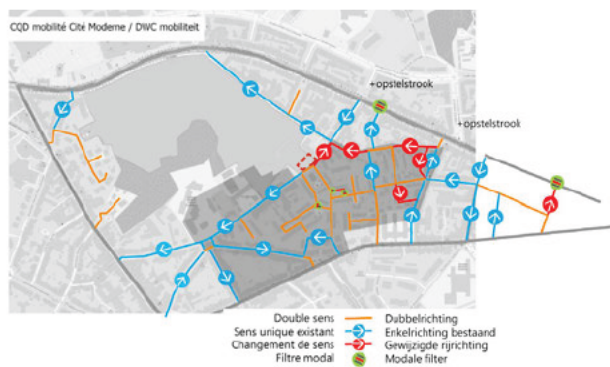 CQD mobilité Cité Moderne / DWC mobiliteit
+opstelstrook
+opstelstrook
Double sens Dubbelrichting
Sens unique existant Enkelrichting bestaand
Changement de sens Gewijzigde rijrichting
Filtre modal Modale filter